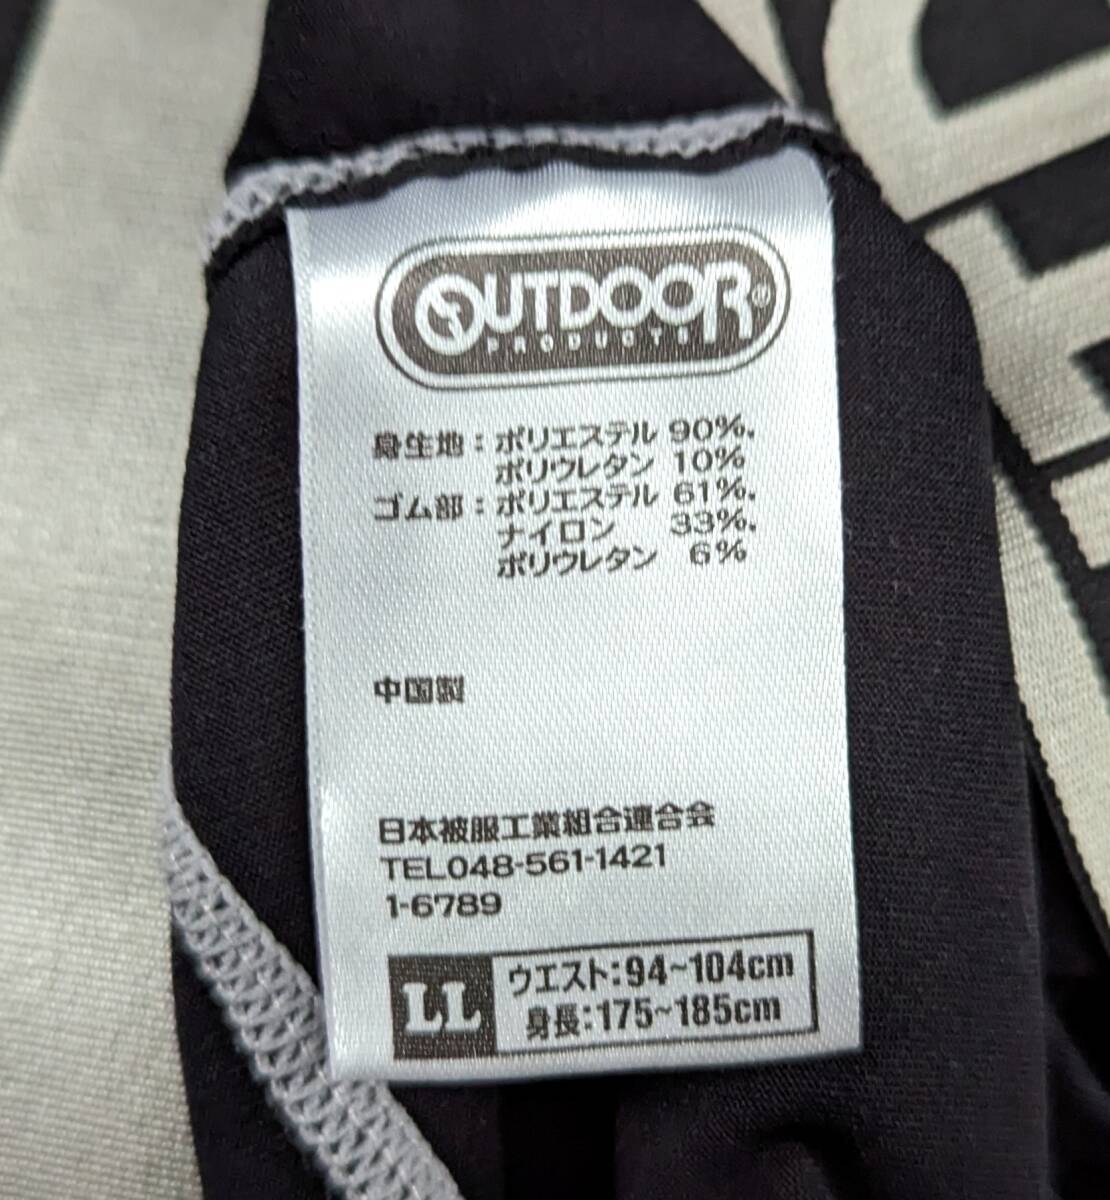 OUTDOOR®
PRODUCTS
身生地：ポリエステル 90%.
ポリウレタン 10%
ゴム部：ポリエステル 61%.
ナイロン 33%.
ポリウレタン 6%
中国製
日本被服工業組合連合会
TEL048-561-1421
1-6789
LL ウエスト:94~104cm
身長:175~185cm